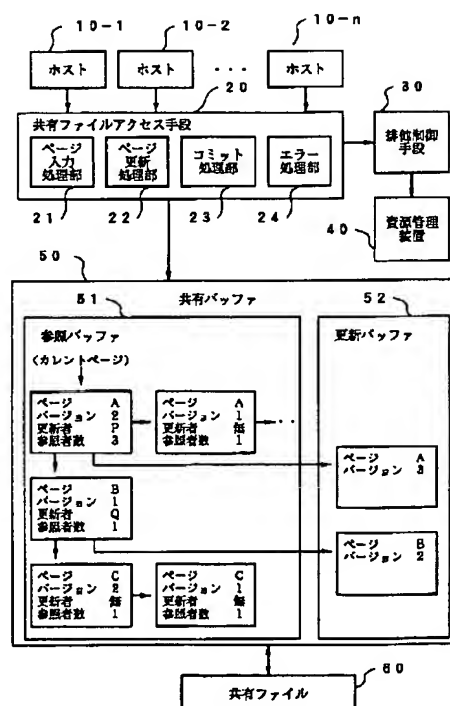 10-1 10-2 10-n
ホスト ホスト ・・・ ホスト
20 30
共有ファイルアクセス手段
ページ入力処理部
ページ更新処理部
コミット処理部
エラー処理部
21 22 23 24
排他制御手段
資源管理装置
40
50
51 52
共有バッファ
参照バッファ
更新バッファ
(カレントページ)
ページ A
バージョン 2
更新者 P
参照者数 3
ページ A
バージョン 1
更新者 無
参照者数 1
・・
ページ A
バージョン 3
ページ B
バージョン 1
更新者 Q
参照者数 1
ページ B
バージョン 2
ページ C
バージョン 2
更新者 無
参照者数 1
ページ C
バージョン 1
更新者 無
参照者数 1
60
共有ファイル